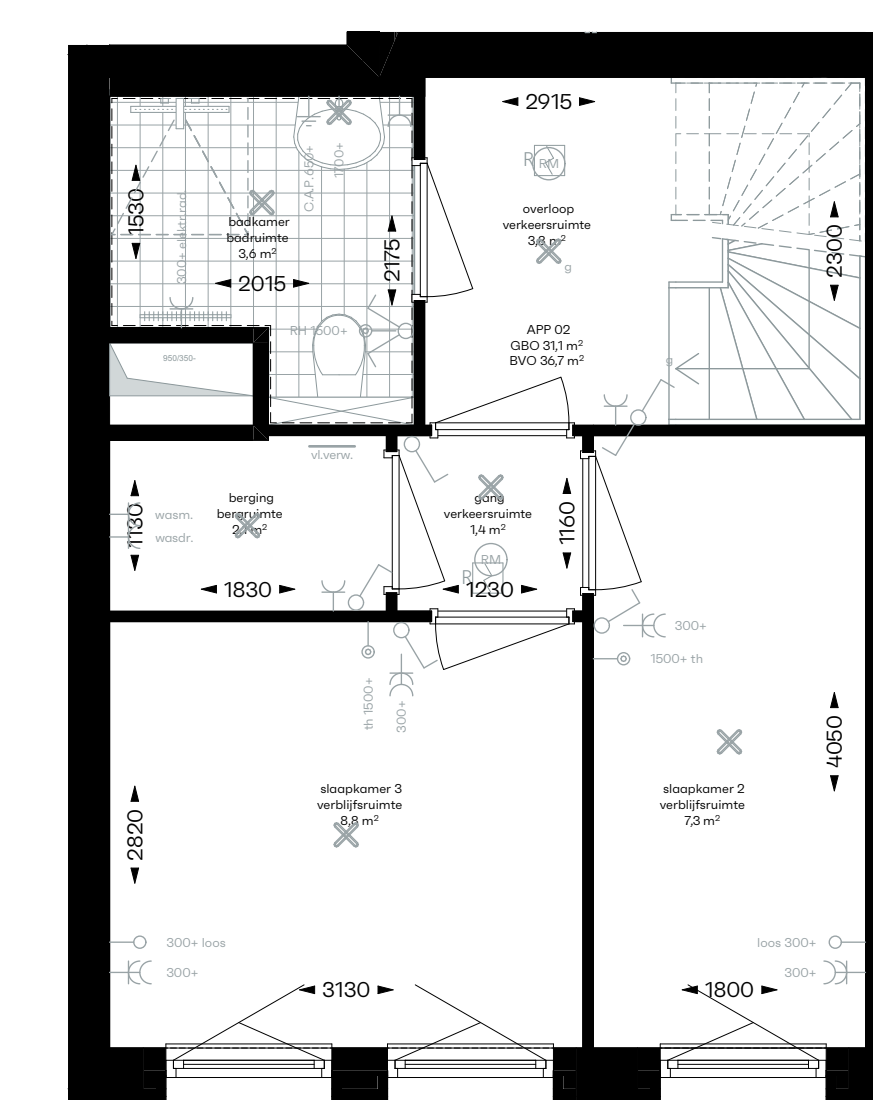 2915
RM
C.A.P. 650+
1700+
1530
300+ elektr.rad.
badkamer
badruimte
3,6 m²
2175
2015
overloop
verkeersruimte
3,8 m²
g
2300
RH 1500+
APP 02
GBO 31,1 m²
BVO 36,7 m²
950/350-
g
vl.verw.
1130
wasm.
wasdr.
berging
bergruimte
1830
gang
verkeersruimte
1,4 m²
1160
RM
1230
300+
1500+ th
th 1500+
300+
4050
slaapkamer 3
verblijfsruimte
8,8 m²
slaapkamer 2
verblijfsruimte
7,3 m²
2820
300+ loos
300+
loos 300+
300+
3130
1800